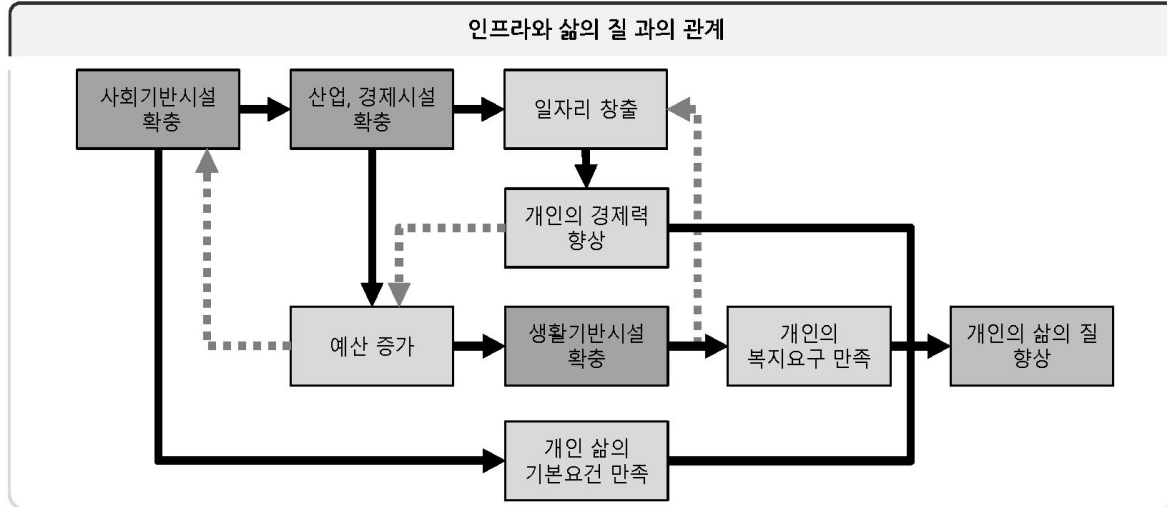 인프라와 삶의 질 과의 관계
사회기반시설
확충
산업, 경제시설
확충
일자리 창출
개인의 경제력
향상
예산 증가
생활기반시설
확충
개인의
복지요구 만족
개인의 삶의 질
향상
개인 삶의
기본요건 만족